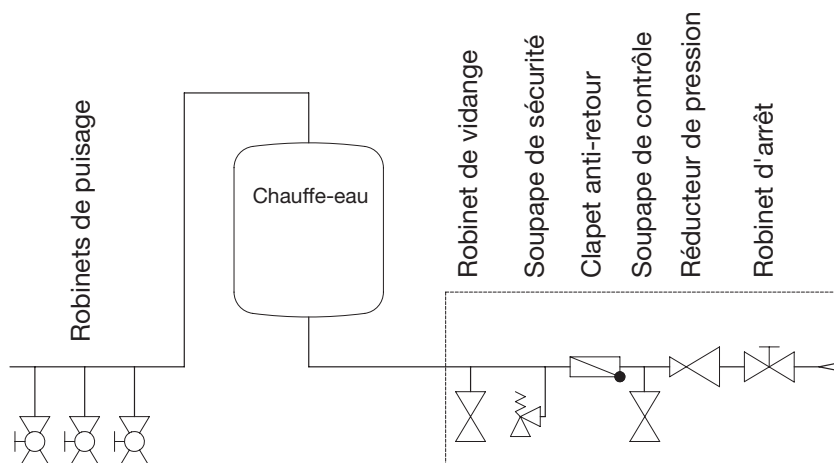 Robinets de puisage
Chauffe-eau
Robinet de vidange
Soupape de sécurité
Clapet anti-retour
Soupape de contrôle
Réducteur de pression
Robinet d'arrêt